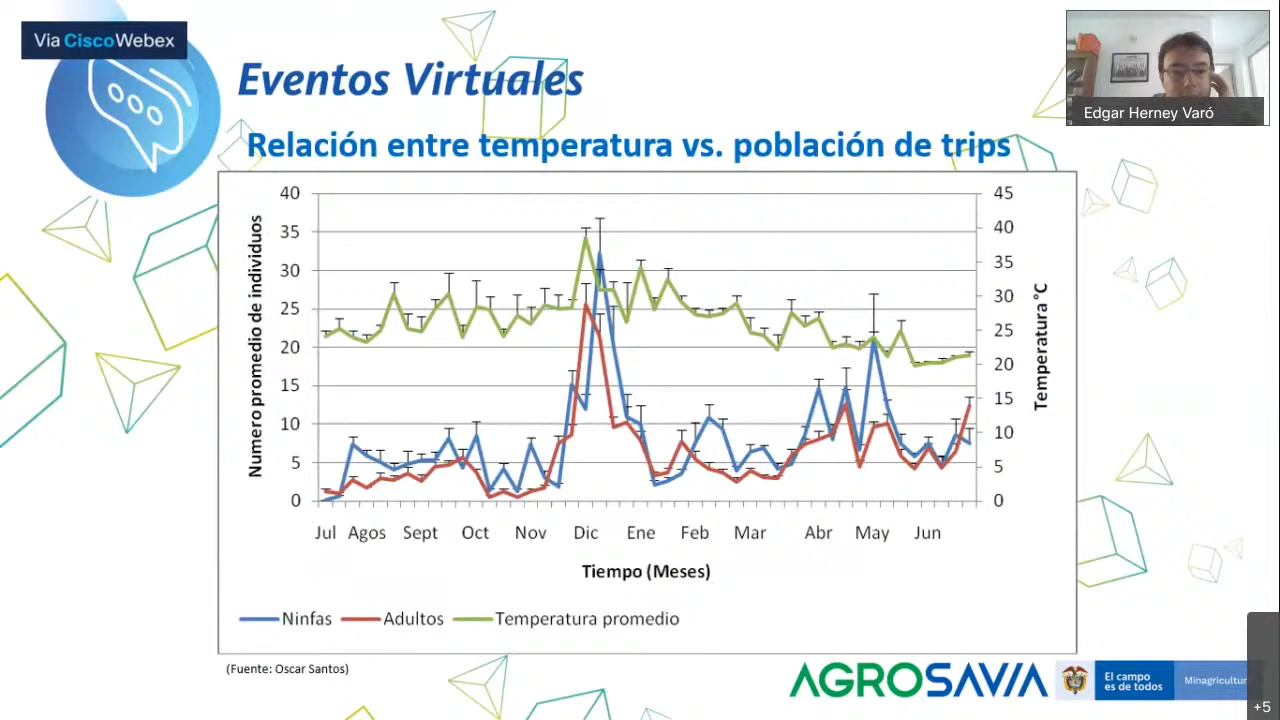 Via CiscoWebex
Eventos Virtuales
Edgar Herney Varó
Relación entre temperatura vs. población de trips
Numero promedio de individuos
40
35
30
25
20
15
10
5
0
45
40
35
30
25
20
15
10
5
0
Temperatura °C
Jul Agos Sept Oct Nov Dic Ene Feb Mar Abr May Jun
Tiempo (Meses)
Ninfas Adultos Temperatura promedio
(Fuente: Oscar Santos)
AGROSAVIA
El campo
es de todos
Minagricultur
+5